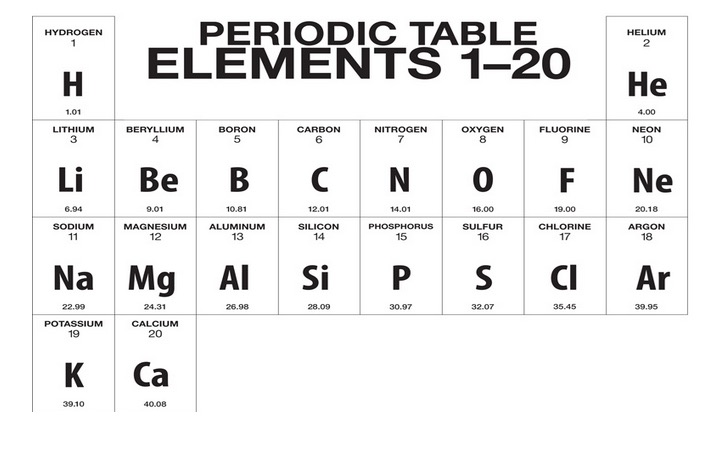 PERIODIC TABLE
ELEMENTS 1–20
HYDROGEN
1
H
1.01
HELIUM
2
He
4.00
LITHIUM
3
Li
6.94
BERYLLIUM
4
Be
9.01
BORON
5
B
10.81
CARBON
6
C
12.01
NITROGEN
7
N
14.01
OXYGEN
8
O
16.00
FLUORINE
9
F
19.00
NEON
10
Ne
20.18
SODIUM
11
Na
22.99
MAGNESIUM
12
Mg
24.31
ALUMINUM
13
Al
26.98
SILICON
14
Si
28.09
PHOSPHORUS
15
P
30.97
SULFUR
16
S
32.07
CHLORINE
17
Cl
35.45
ARGON
18
Ar
39.95
POTASSIUM
19
K
39.10
CALCIUM
20
Ca
40.08